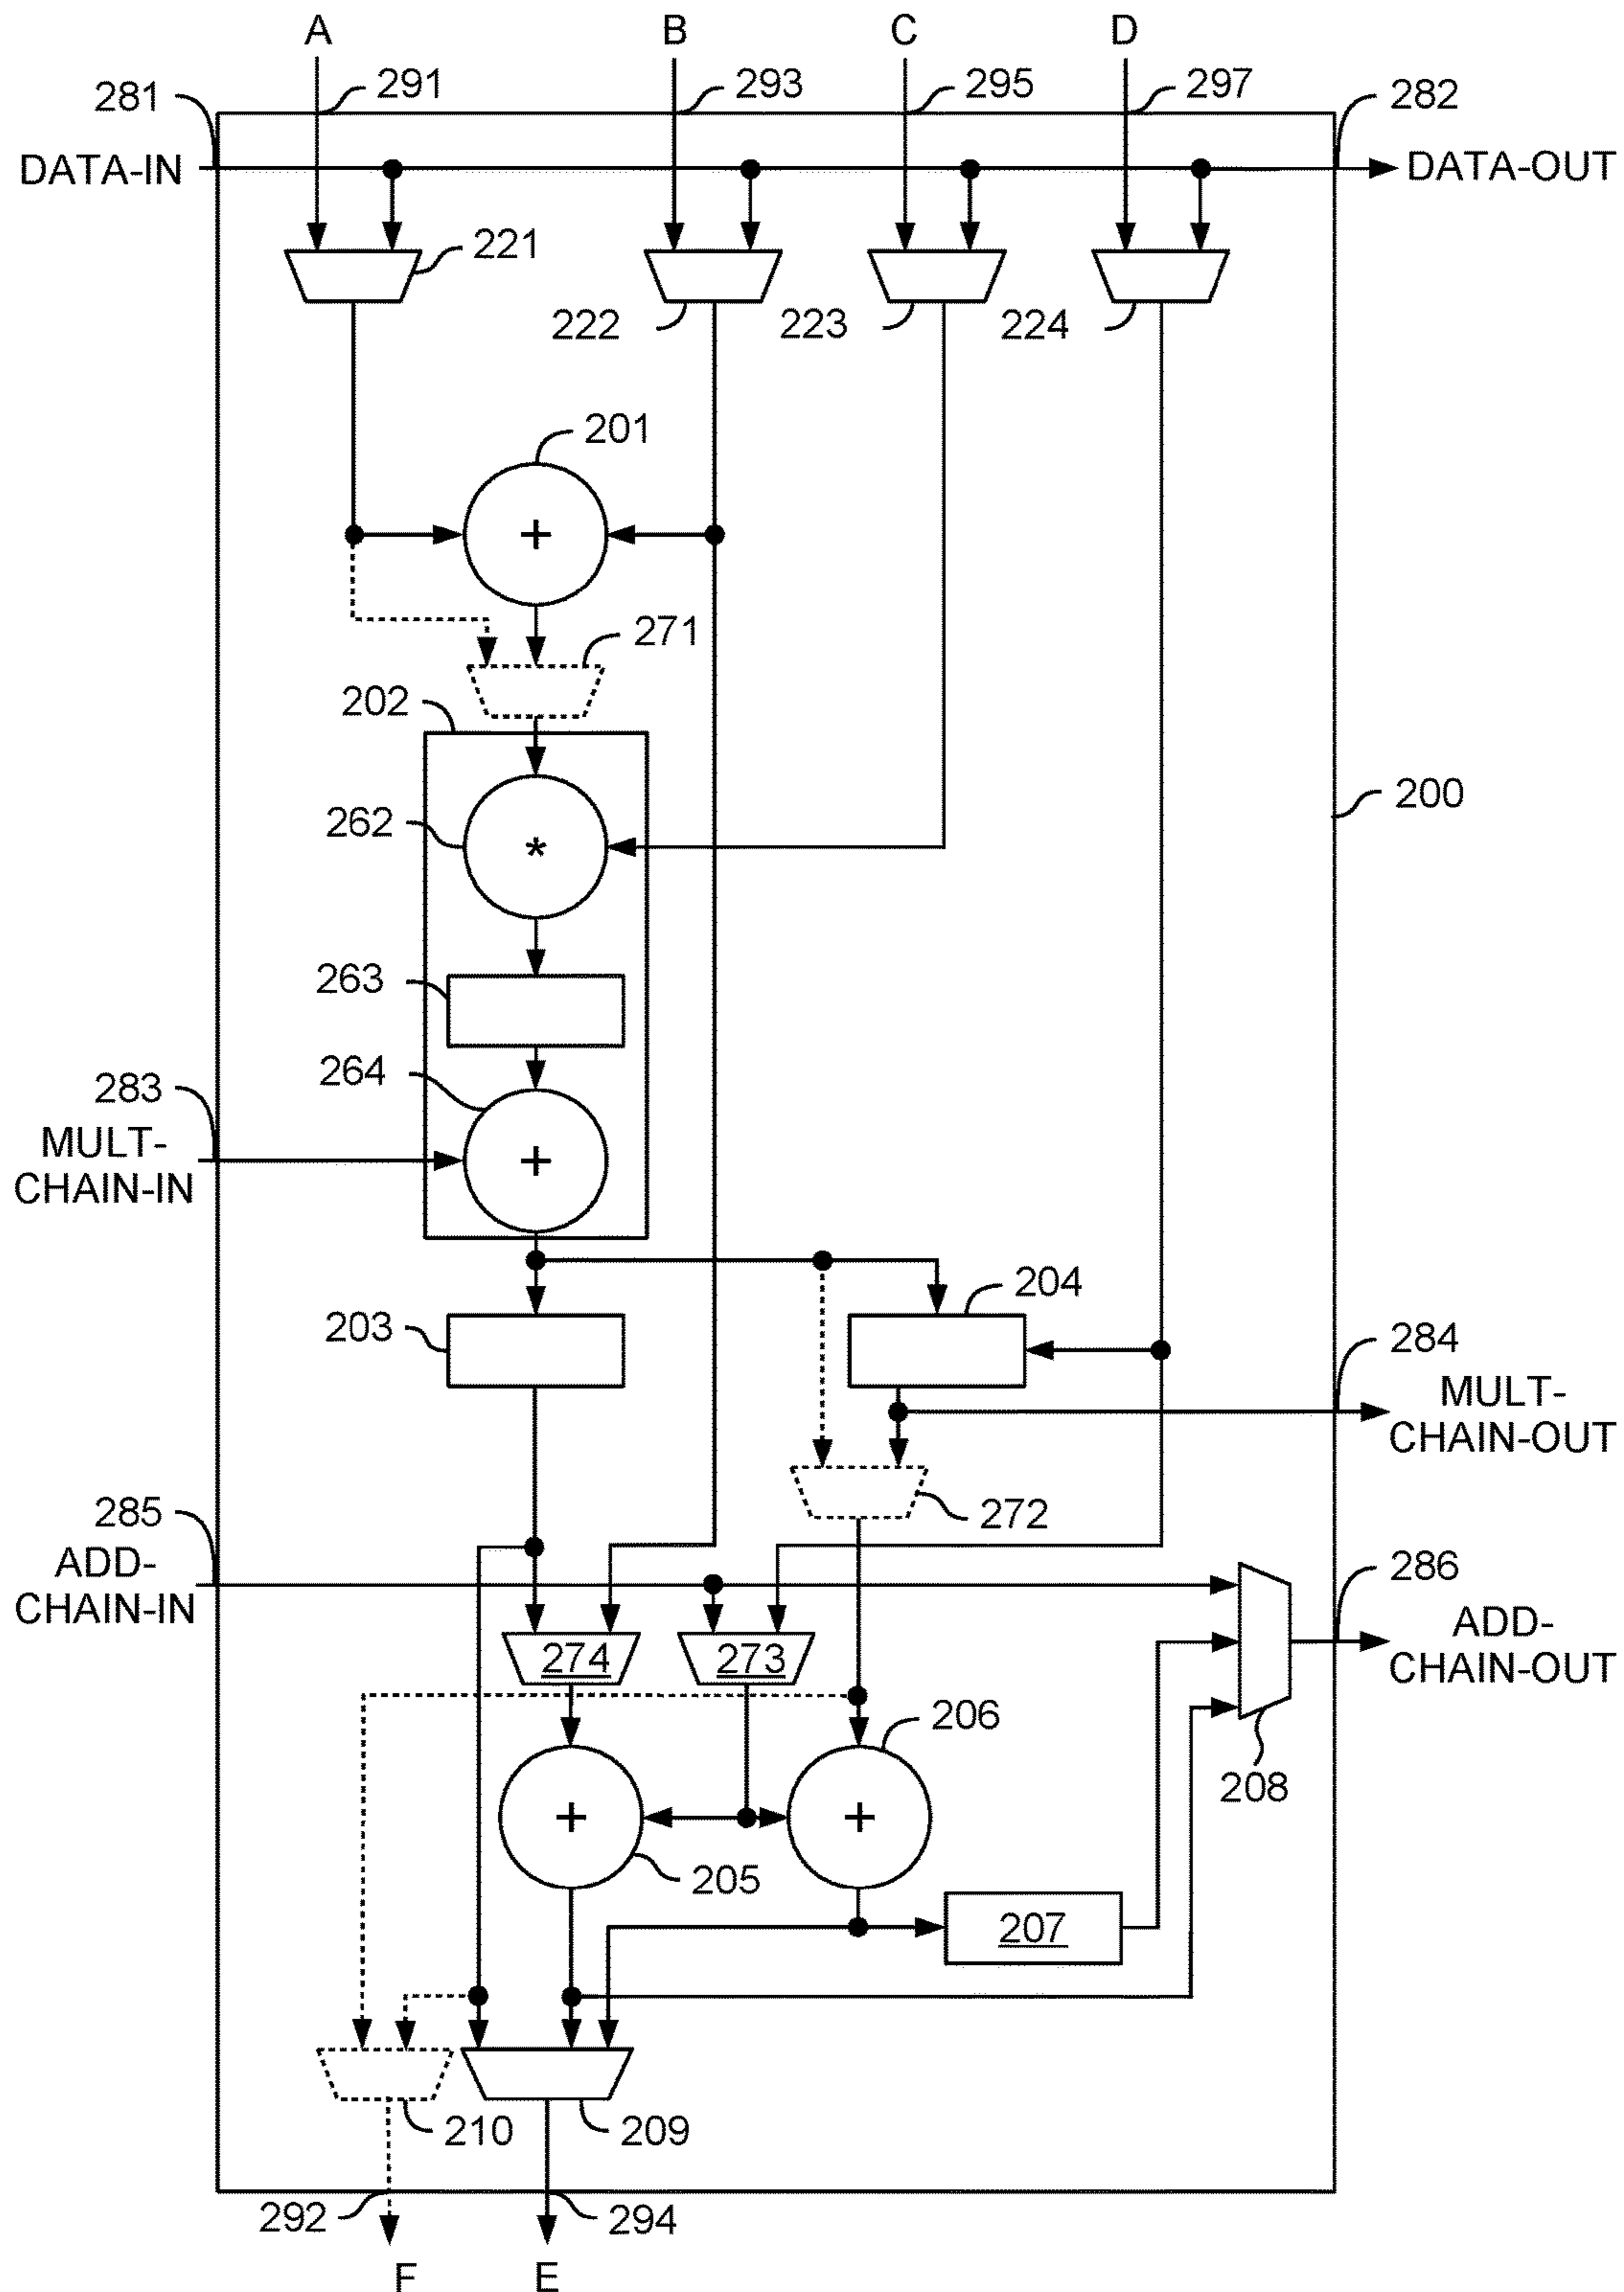 A
B
C
D
291
293
295
297
281
282
DATA-IN
DATA-OUT
221
222
223
224
201
+
271
202
262
*
200
263
264
283
MULT-
CHAIN-IN
+
204
203
284
MULT-
CHAIN-OUT
272
285
ADD-
CHAIN-IN
286
ADD-
CHAIN-OUT
274
273
206
208
+
+
205
207
210
209
292
294
F
E